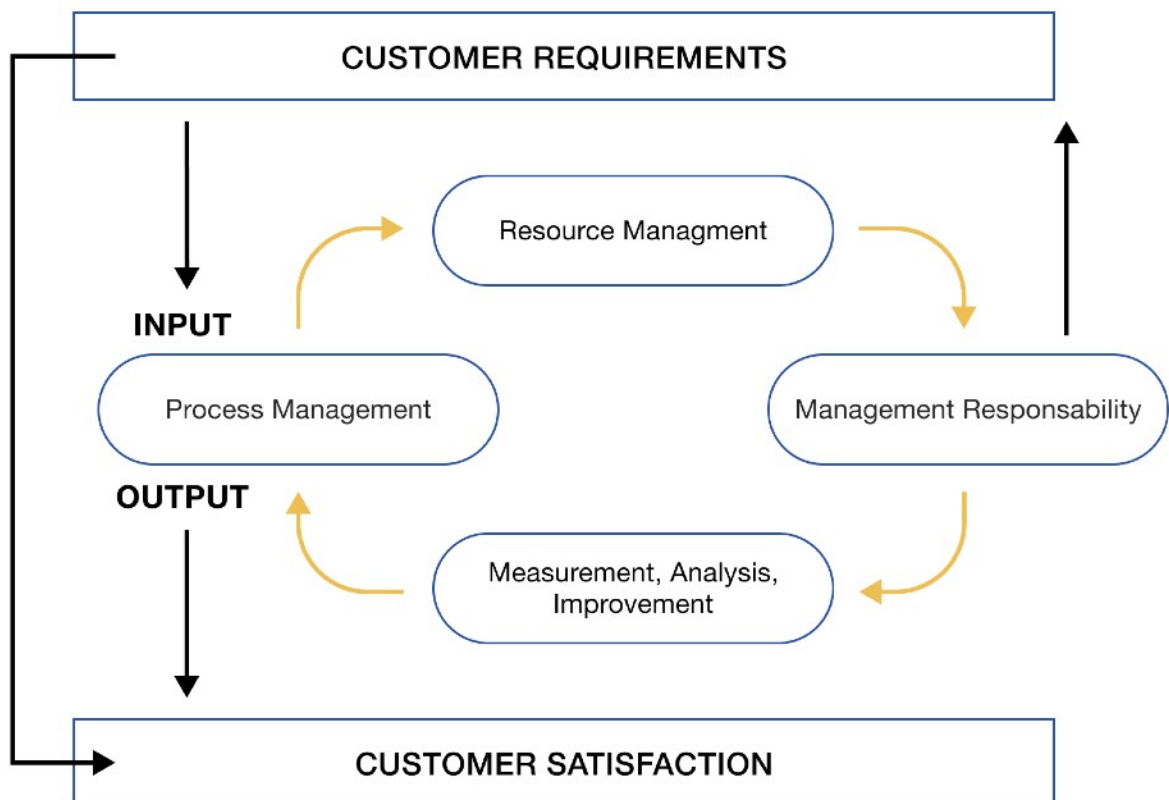 CUSTOMER REQUIREMENTS
Resource Managment
INPUT
Process Management
Management Responsability
OUTPUT
Measurement, Analysis,
Improvement
CUSTOMER SATISFACTION